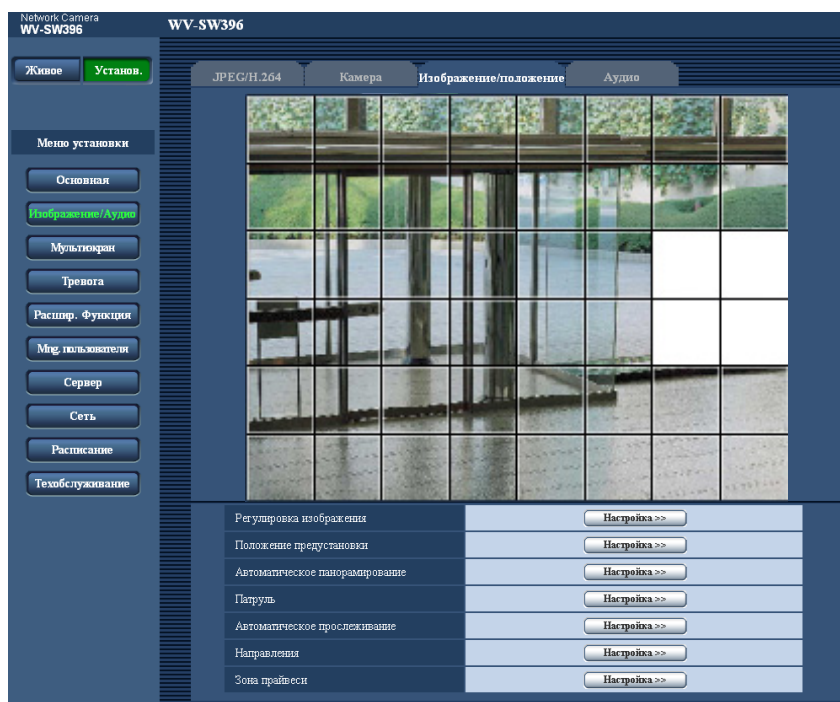 Network Camera
WV-SW396
WV-SW396
Живое
Установ.
JPEG/H.264
Камера
Изображение/положение
Аудио
Меню установки
Основная
Изображение/Аудио
Мультиэкран
Тревога
Расшир. Функция
Mng. пользователя
Сервер
Сеть
Расписание
Техобслуживание
Регулировка изображения
Настройка >>
Положение предустановки
Настройка >>
Автоматическое панорамирование
Настройка >>
Патруль
Настройка >>
Автоматическое прослеживание
Настройка >>
Направления
Настройка >>
Зона прайвеси
Настройка >>